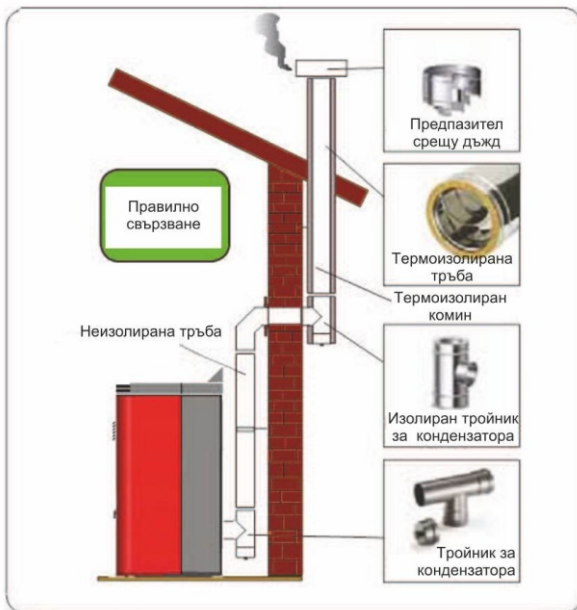 Предпазител
срещу дъжд
Правилно
свързване
Термоизолирана
тръба
Термоизолиран
комин
Неизолирана тръба
Изолиран тройник
за кондензатора
Тройник за
кондензатора